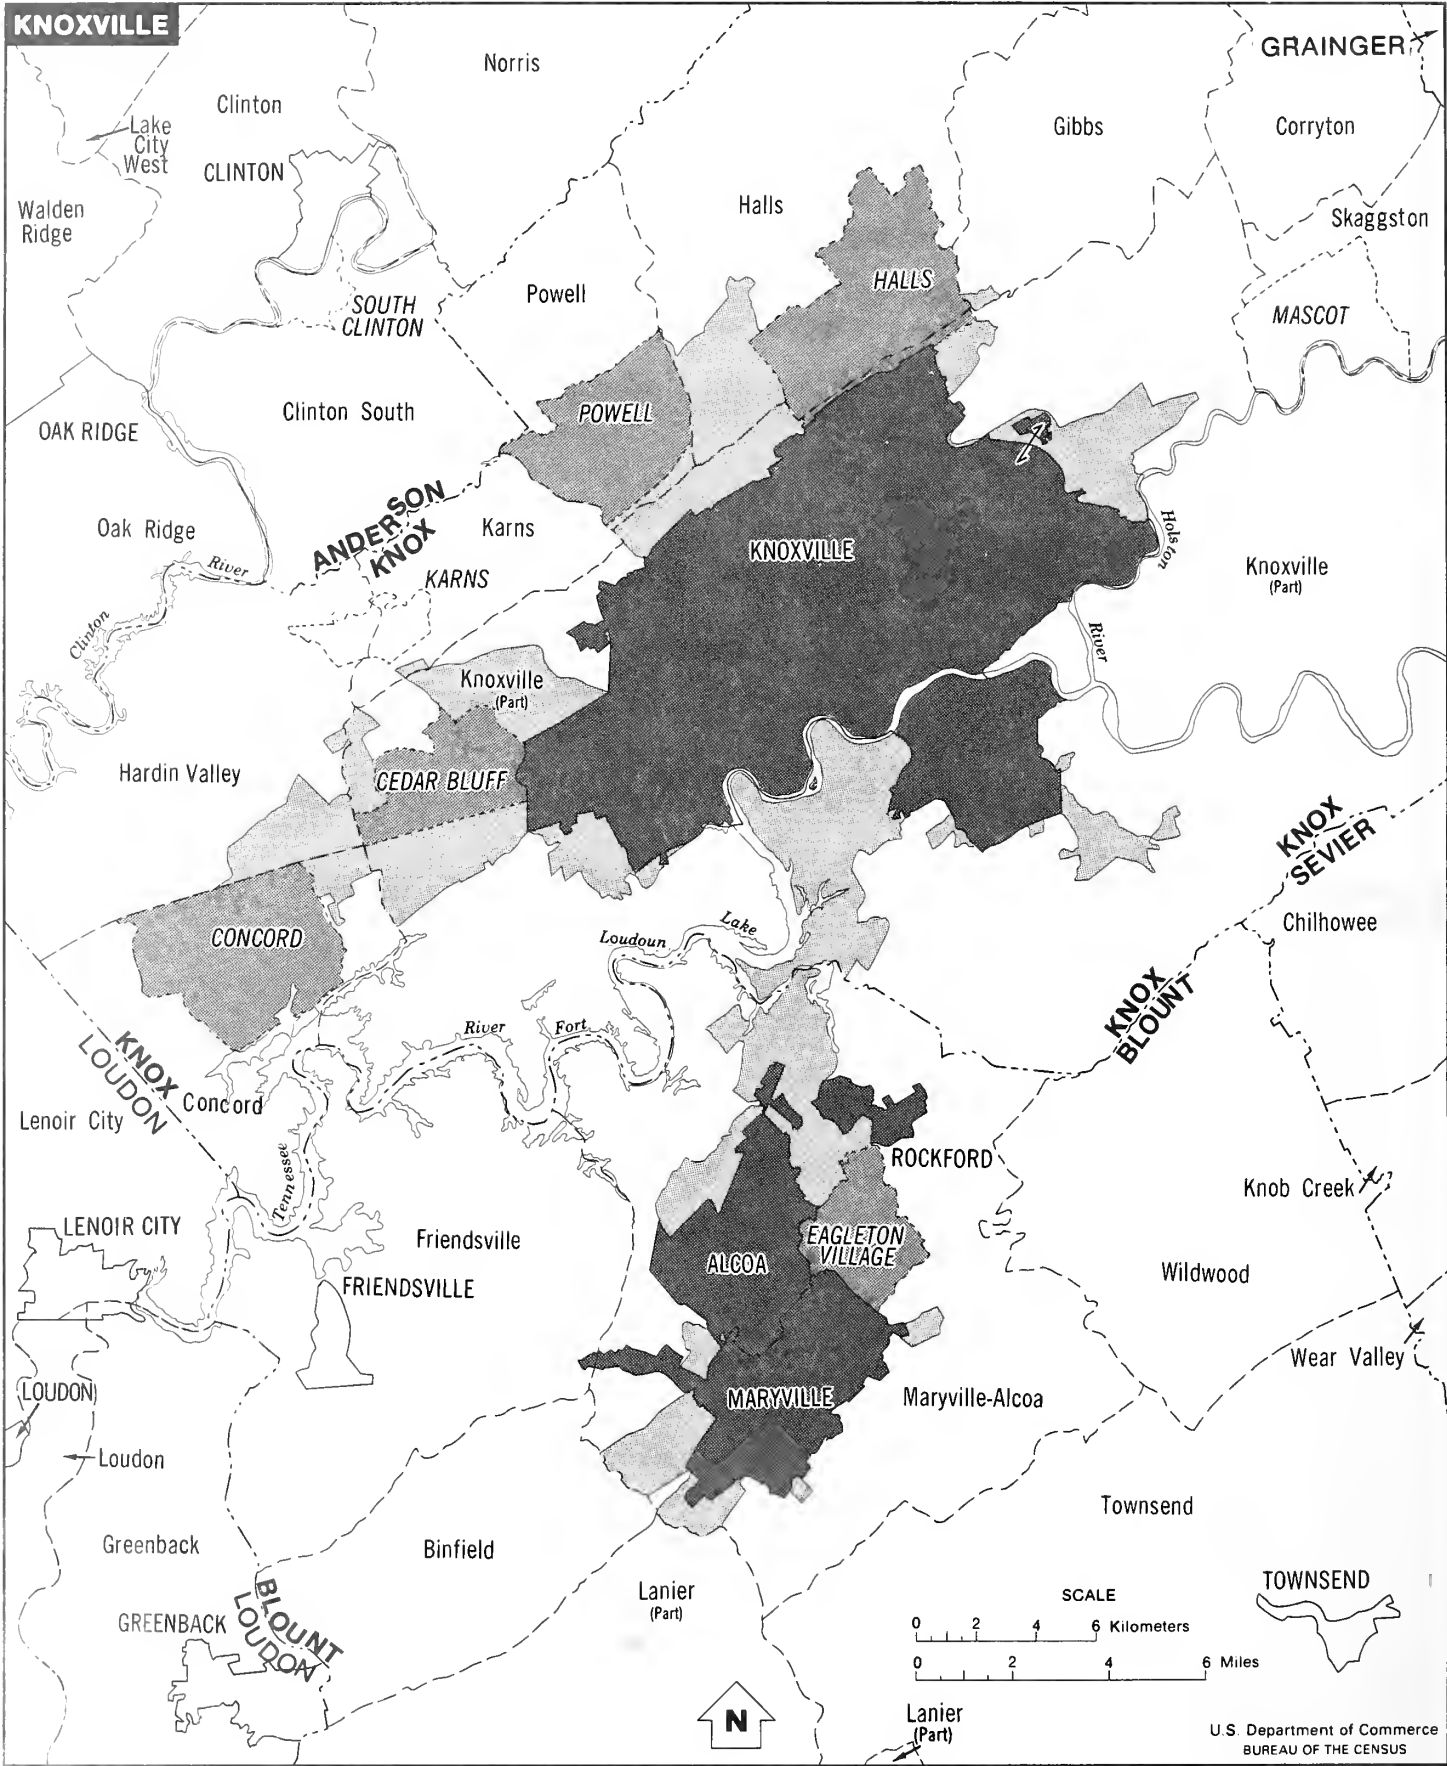 KNOXVILLE
Norris
GRAINGER
Clinton
Lake
City
West
Gibbs
Corryton
CLINTON
Walden
Ridge
Halls
Skaggston
HALLS
Powell
SOUTH
CLINTON
MASCOT
Clinton South
POWELL
OAK RIDGE
ANDERSON
KNOX
Karns
Oak Ridge
KNOXVILLE
Holston
River
KARNS
Knoxville
(Part)
Clinton
River
Knoxville
(Part)
Hardin Valley
CEDAR BLUFF
KNOX
SEVIER
CONCORD
Loudoun
Lake
Chilhowee
KNOX
BLOUNT
River
Fort
KNOX
LOUDON
Concord
Lenoir City
Tennessee
ROCKFORD
Knob Creek
LENOIR CITY
Friendsville
EAGLETON
VILLAGE
ALCOA
Wildwood
FRIENDSVILLE
Wear Valley
LOUDON
MARYVILLE
Maryville-Alcoa
Loudon
Townsend
Greenback
Binfield
BLOUNT
LOUDON
Lanier
(Part)
SCALE
TOWNSEND
GREENBACK
0 2 4 6 Kilometers
0 2 4 6 Miles
N
Lanier
(Part)
U.S. Department of Commerce
BUREAU OF THE CENSUS